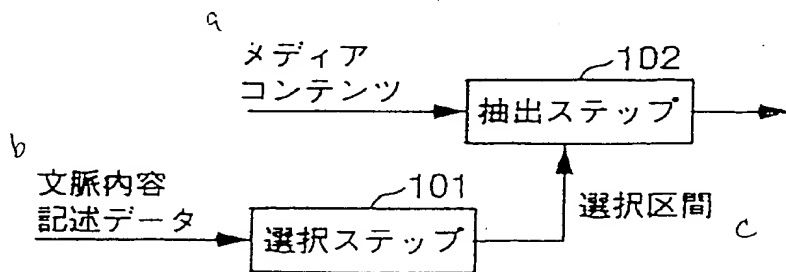 a
メディア
コンテンツ
102
抽出ステップ
b
文脈内容
記述データ
101
選択ステップ
選択区間
c